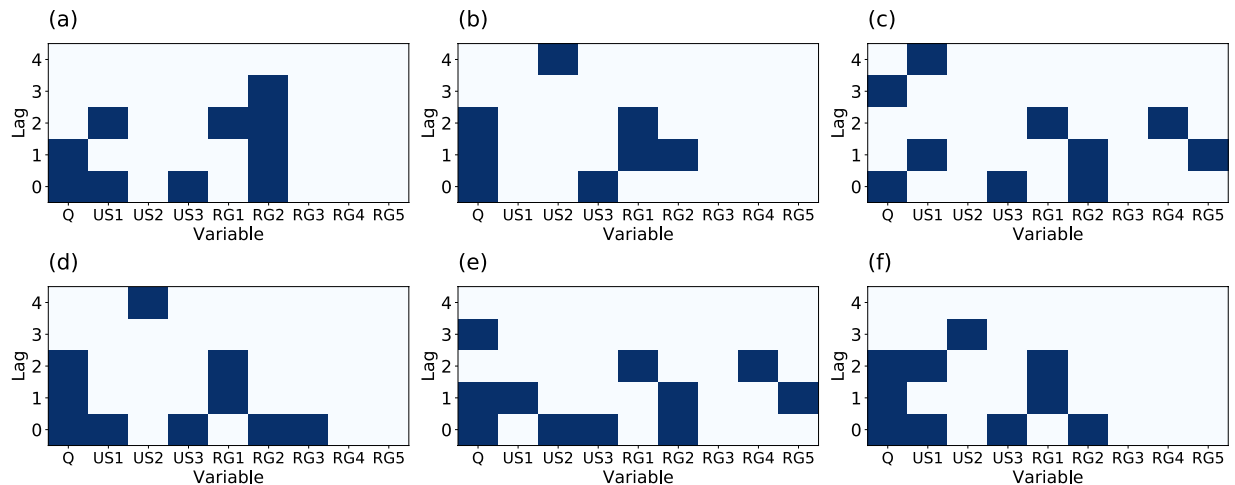 (a) (b) (c)
4 4 4
3 3 3
2 2 2
1 1 1
0 0 0
Lag Lag Lag
Q US1 US2 US3 RG1 RG2 RG3 RG4 RG5 Q US1 US2 US3 RG1 RG2 RG3 RG4 RG5 Q US1 US2 US3 RG1 RG2 RG3 RG4 RG5
Variable Variable Variable
(d) (e) (f)
4 4 4
3 3 3
2 2 2
1 1 1
0 0 0
Lag Lag Lag
Q US1 US2 US3 RG1 RG2 RG3 RG4 RG5 Q US1 US2 US3 RG1 RG2 RG3 RG4 RG5 Q US1 US2 US3 RG1 RG2 RG3 RG4 RG5
Variable Variable Variable